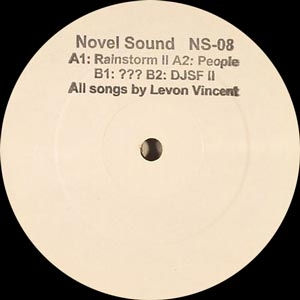 Novel Sound NS-08
A1: Rainstorm II A2: People
B1: ??? B2: DJSF II
All songs by Levon Vincent